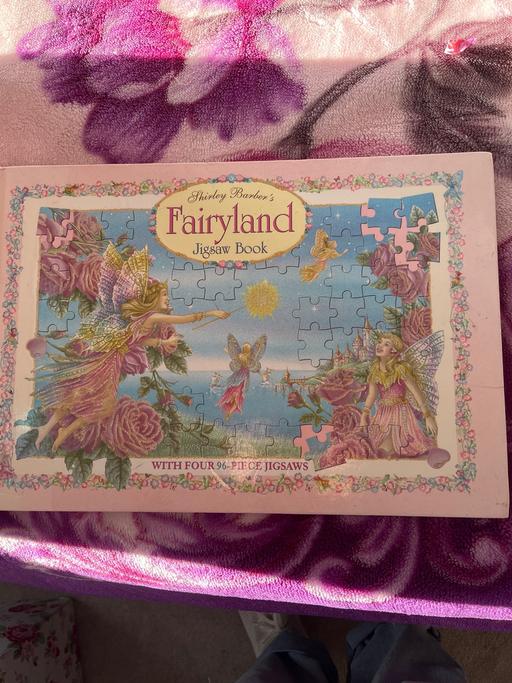 Shirley Barber's
Fairyland
Jigsaw Book
WITH FOUR 96-PIECE JIGSAWS